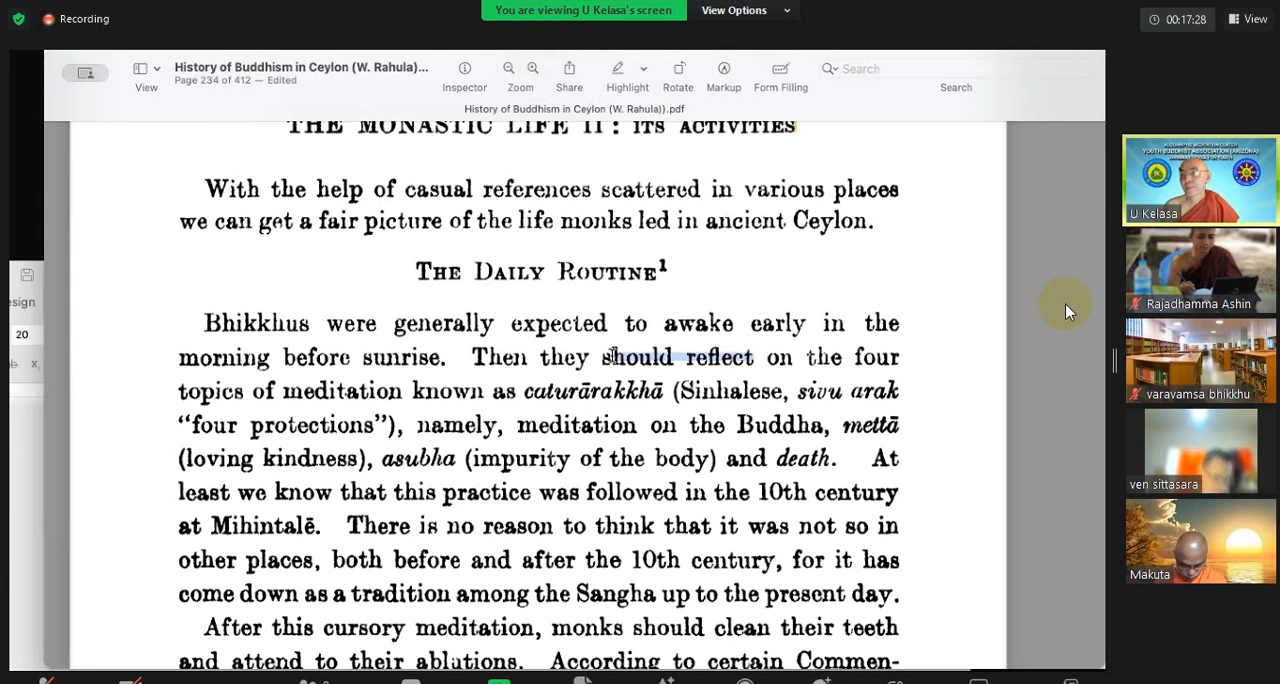 Recording
You are viewing U Kelasa's screen
View Options
00:17:28
View
History of Buddhism in Ceylon (W. Rahula)...
Page 234 of 412 — Edited
View
Inspector
Zoom
Share
Highlight
Rotate
Markup
Form Filling
Search
Search
History of Buddhism in Ceylon (W. Rahula)).pdf
THE MONASTIC LIFE II: ITS ACTIVITIES
With the help of casual references scattered in various places
we can get a fair picture of the life monks led in ancient Ceylon.
THE DAILY ROUTINE¹
Bhikkhus were generally expected to awake early in the
morning before sunrise. Then they should reflect on the four
topics of meditation known as caturārakkhā (Sinhalese, sivu arak
“four protections”), namely, meditation on the Buddha, mettā
(loving kindness), asubha (impurity of the body) and death. At
least we know that this practice was followed in the 10th century
at Mihintalē. There is no reason to think that it was not so in
other places, both before and after the 10th century, for it has
come down as a tradition among the Sangha up to the present day.
After this cursory meditation, monks should clean their teeth
and attend to their ablutions. According to certain Commen-
esign
20
YOUTH BUDDHIST ASSOCIATION (ARIZONA)
U Kelasa
Rajadhamma Ashin
varavamsa bhikkhu
ven sittasara
Makuta